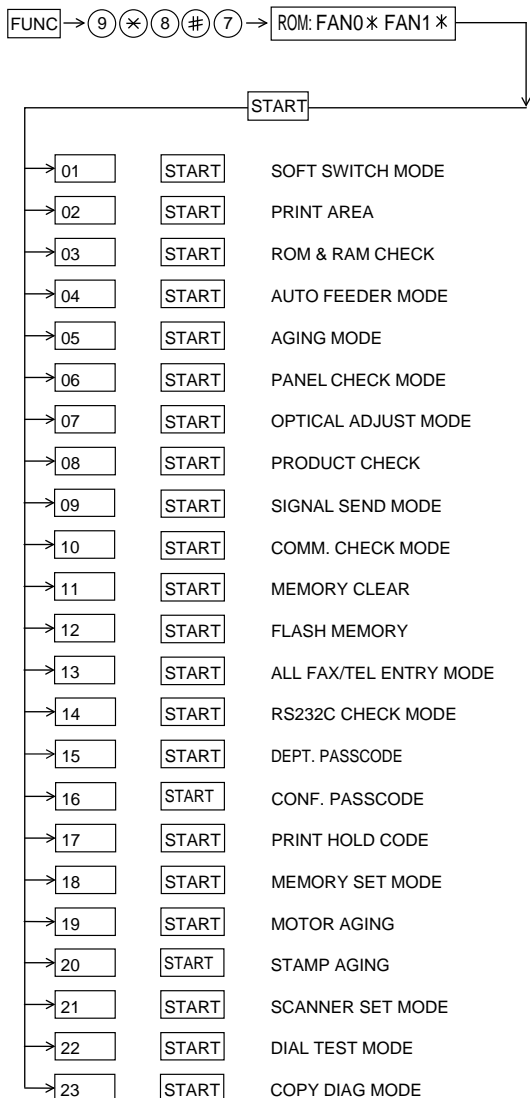 FUNC 9 * 8 # 7 ROM: FAN0* FAN1*
START
01 START SOFT SWITCH MODE
02 START PRINT AREA
03 START ROM & RAM CHECK
04 START AUTO FEEDER MODE
05 START AGING MODE
06 START PANEL CHECK MODE
07 START OPTICAL ADJUST MODE
08 START PRODUCT CHECK
09 START SIGNAL SEND MODE
10 START COMM. CHECK MODE
11 START MEMORY CLEAR
12 START FLASH MEMORY
13 START ALL FAX/TEL ENTRY MODE
14 START RS232C CHECK MODE
15 START DEPT. PASSCODE
16 START CONF. PASSCODE
17 START PRINT HOLD CODE
18 START MEMORY SET MODE
19 START MOTOR AGING
20 START STAMP AGING
21 START SCANNER SET MODE
22 START DIAL TEST MODE
23 START COPY DIAG MODE